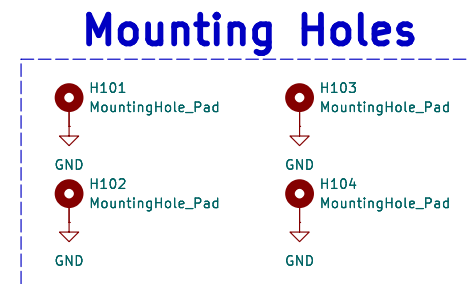 Mounting Holes
H101
MountingHole_Pad
GND
H103
MountingHole_Pad
GND
H102
MountingHole_Pad
GND
H104
MountingHole_Pad
GND